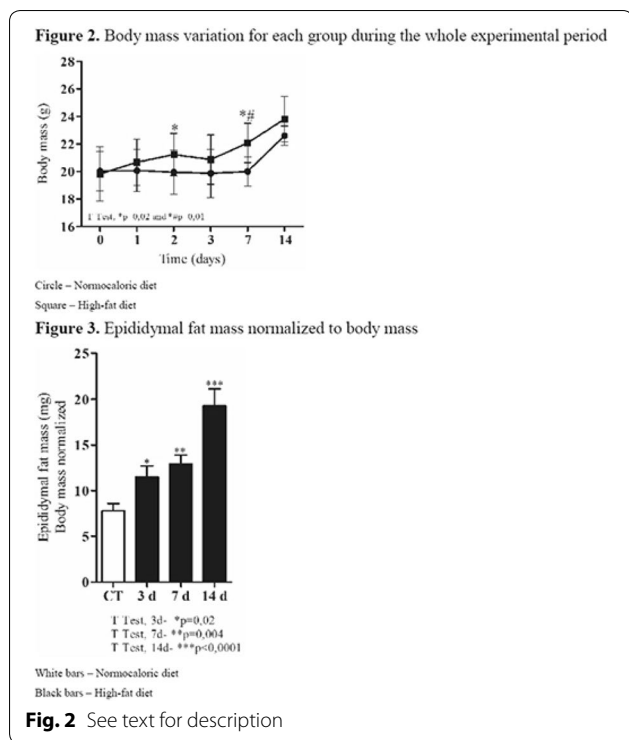 Figure 2. Body mass variation for each group during the whole experimental period
28
26
24
22
20
18
16
Body mass (g)
*
*#
T Test, *p 0,02 and *#p 0,01
0 1 2 3 7 14
Time (days)
Circle – Normocaloric diet
Square – High-fat diet
Figure 3. Epididymal fat mass normalized to body mass
25
20
15
10
5
0
Epididymal fat mass (mg)
Body mass normalized
*
**
***
CT 3 d 7 d 14 d
T Test, 3d- *p=0,02
T Test, 7d- **p=0,004
T Test, 14d- ***p<0,0001
White bars – Normocaloric diet
Black bars – High-fat diet
Fig. 2 See text for description